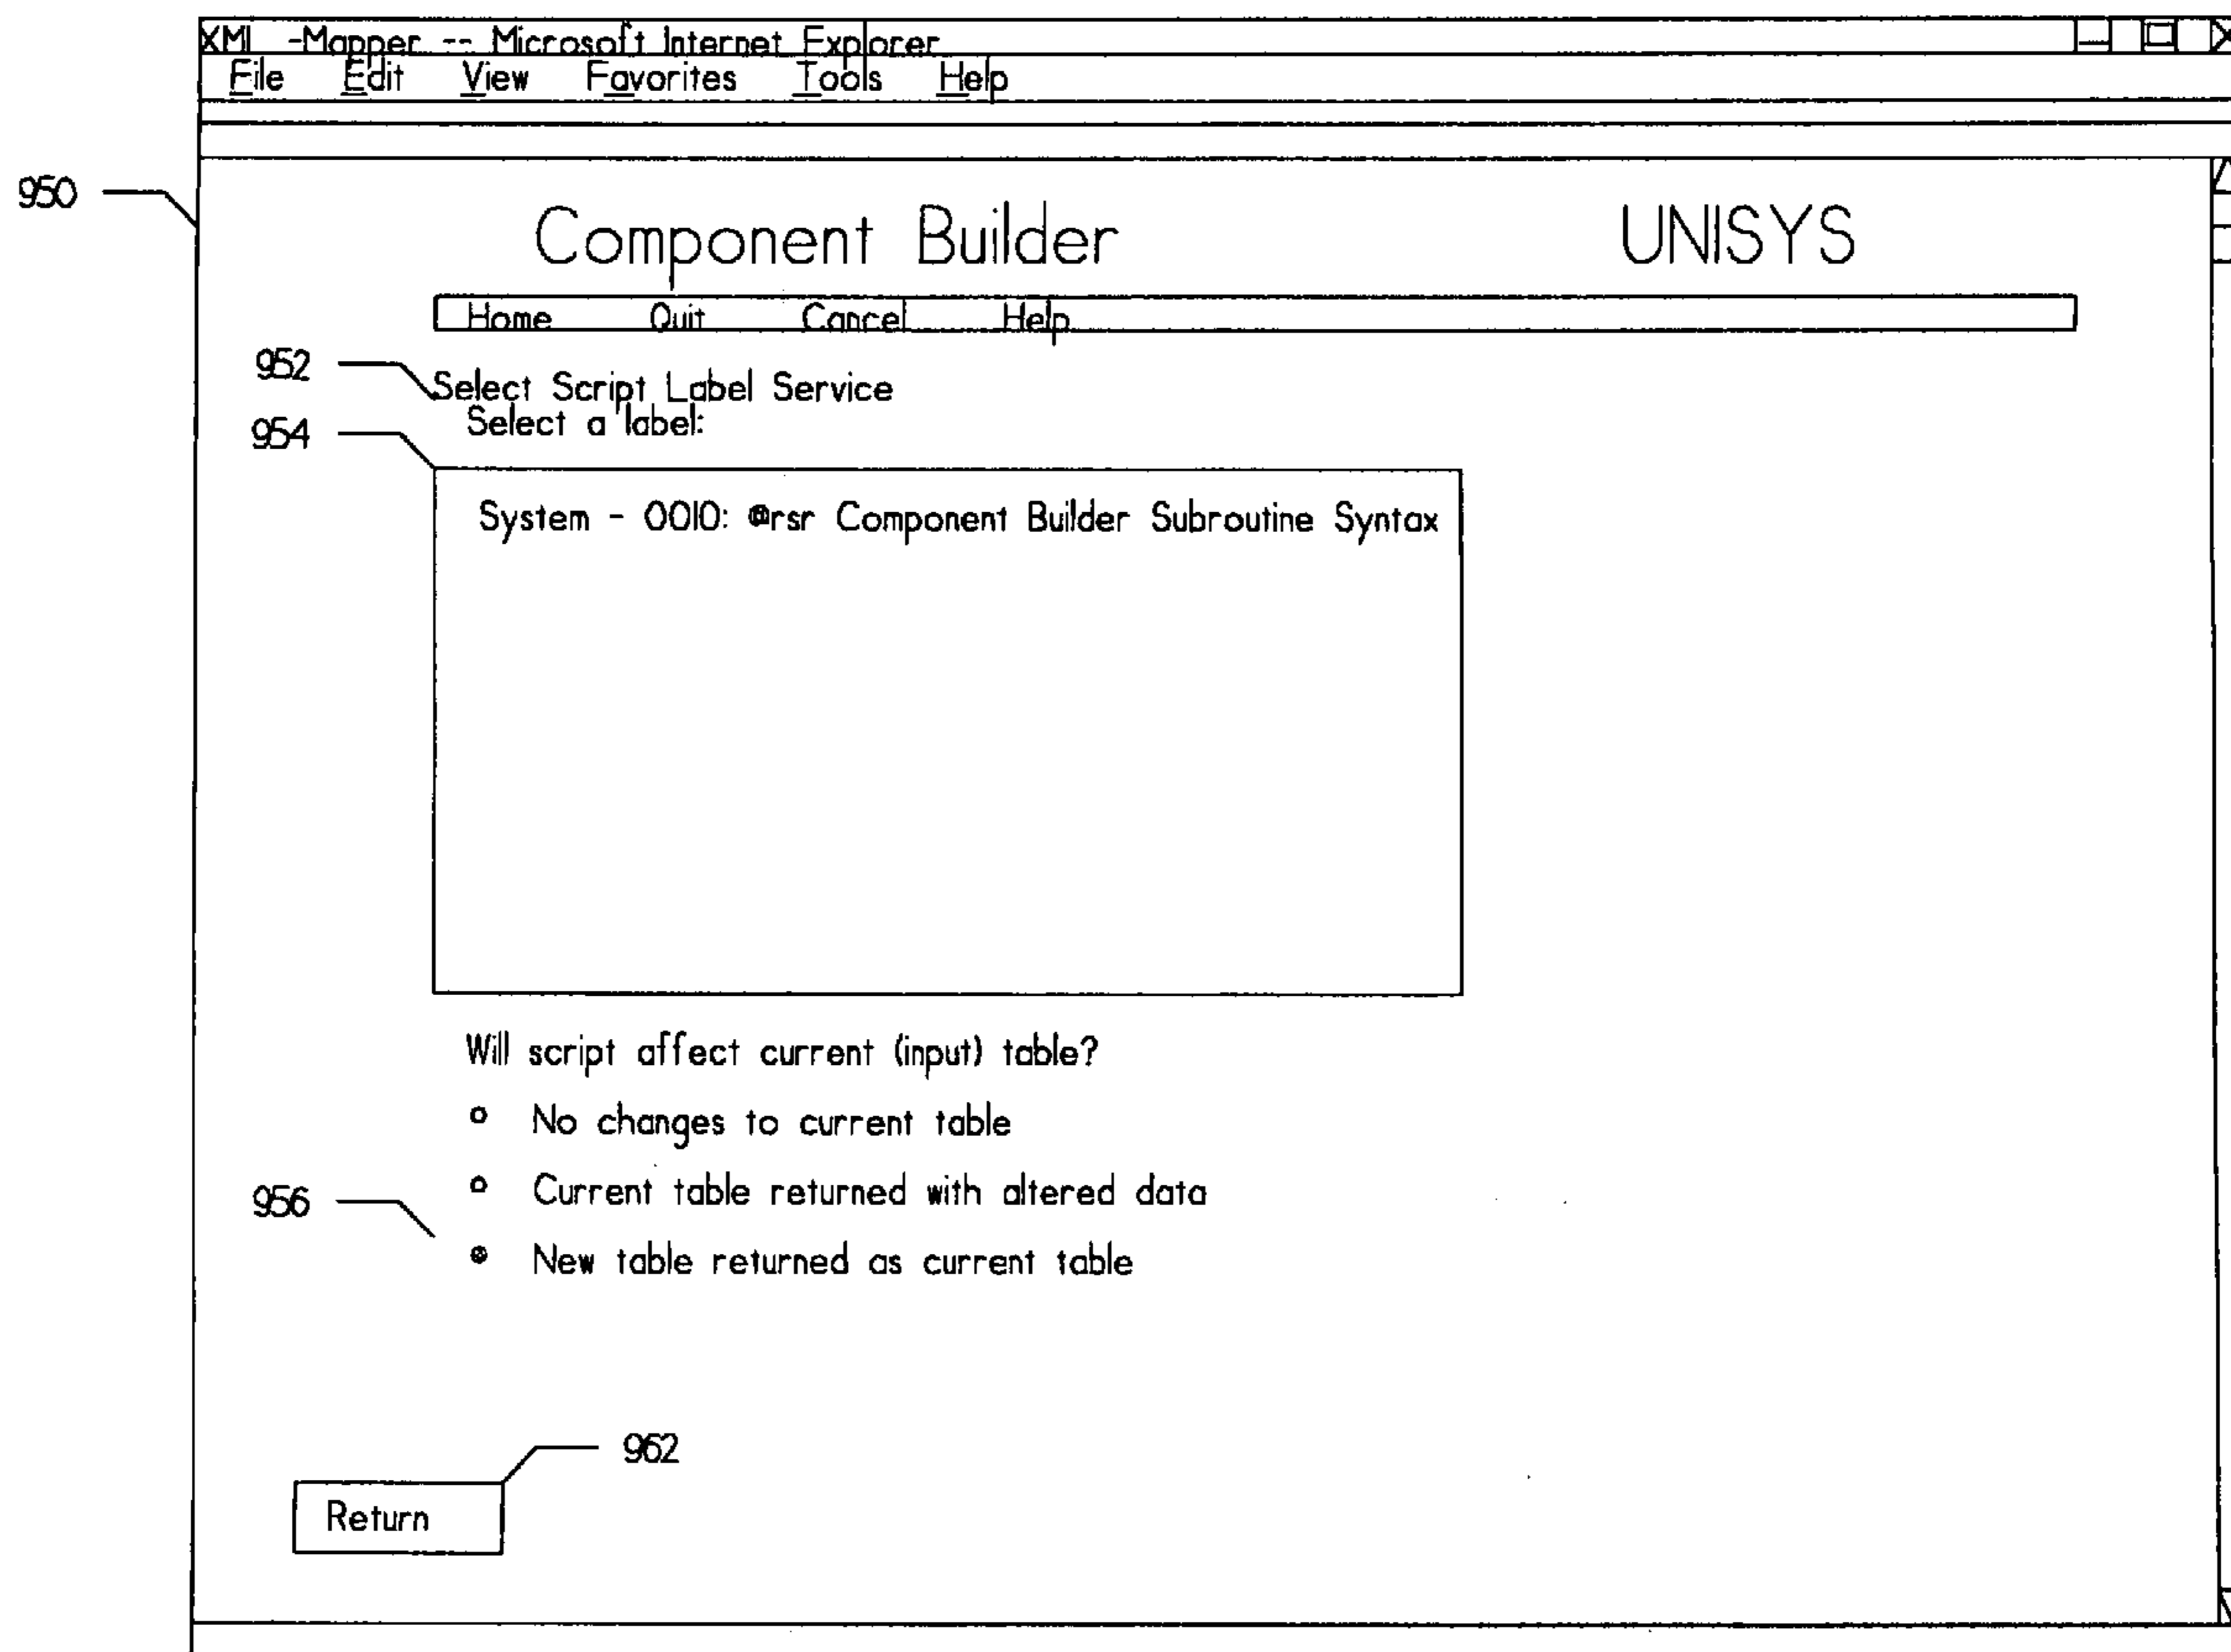 XML -Mapper -- Microsoft Internet Explorer
File Edit View Favorites Tools Help
950
Component Builder UNISYS
Home Quit Cancel Help
952
Select Script Label Service
954
Select a label:
System - 0010: @rsr Component Builder Subroutine Syntax
Will script affect current (input) table?
No changes to current table
Current table returned with altered data
956
New table returned as current table
962
Return